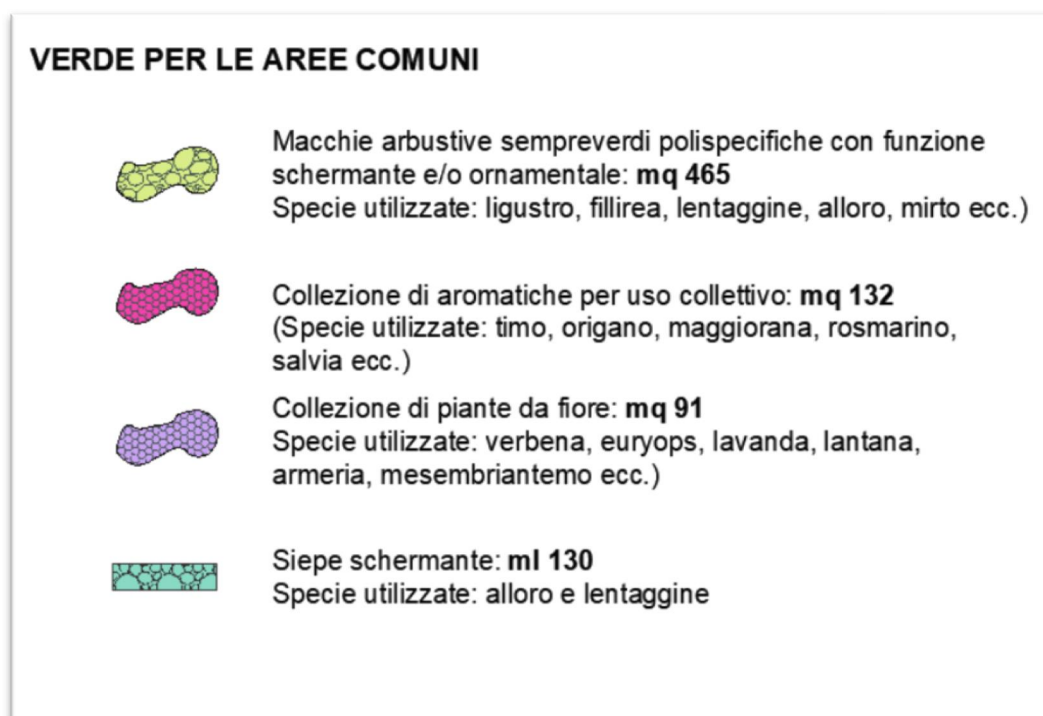 VERDE PER LE AREE COMUNI
Macchie arbustive sempreverdi polispecifiche con funzione
schermante e/o ornamentale: mq 465
Specie utilizzate: ligustro, fillirea, lentaggine, alloro, mirto ecc.)
Collezione di aromatiche per uso collettivo: mq 132
(Specie utilizzate: timo, origano, maggiorana, rosmarino,
salvia ecc.)
Collezione di piante da fiore: mq 91
Specie utilizzate: verbena, euryops, lavanda, lantana,
armeria, mesembriantemo ecc.)
Siepe schermante: ml 130
Specie utilizzate: alloro e lentaggine